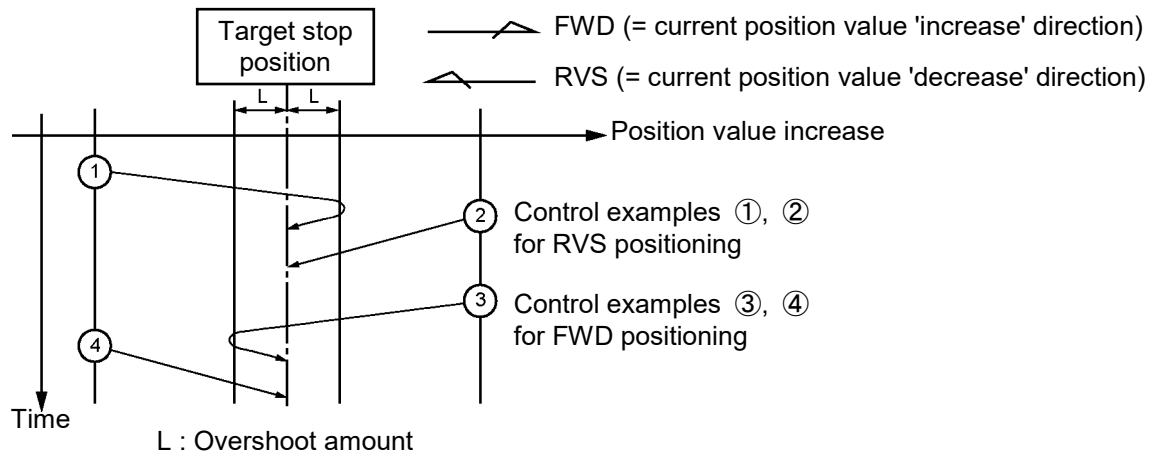 Target stop
position
FWD (= current position value 'increase' direction)
RVS (= current position value 'decrease' direction)
L L
Position value increase
1
2
Control examples ①, ②
for RVS positioning
3
Control examples ③, ④
for FWD positioning
4
Time
L : Overshoot amount